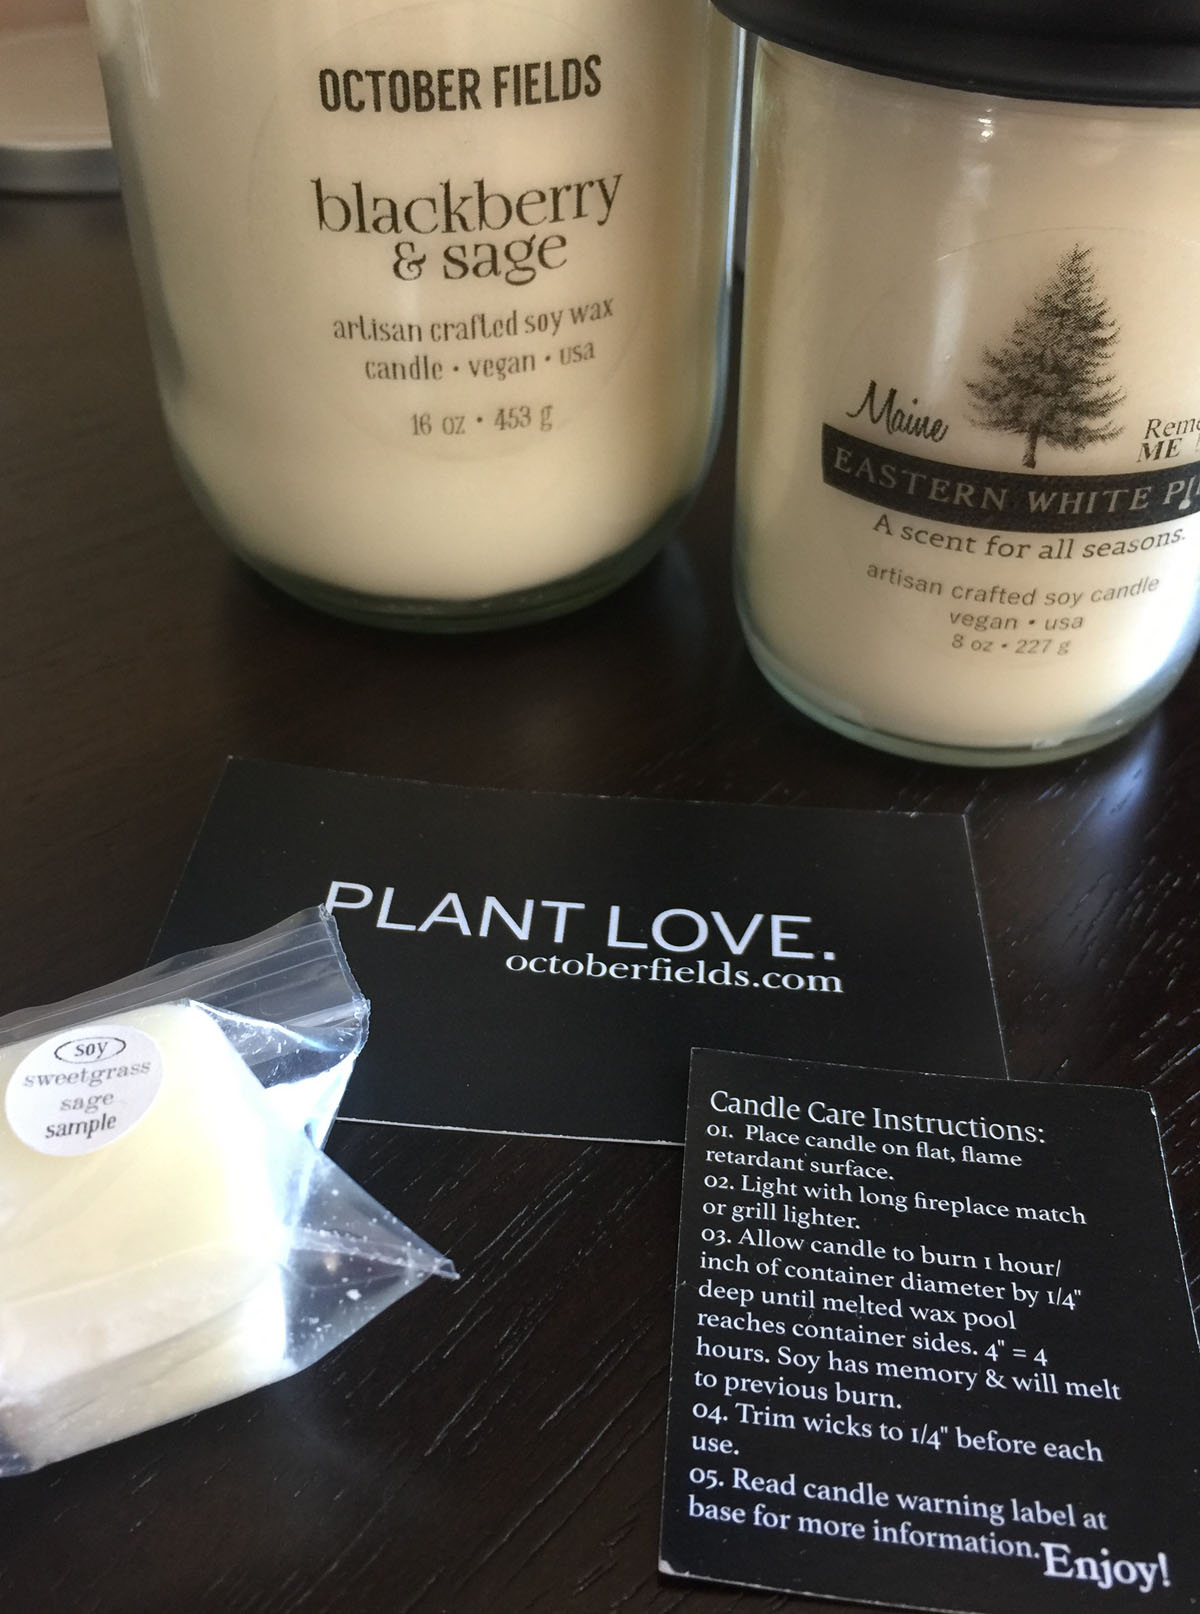 OCTOBER FIELDS
blackberry
& sage
artisan crafted soy wax
candle • vegan • usa
16 oz • 453 g
Maine
ME
EASTERN WHITE
A scent for all seasons.
artisan crafted soy candle
vegan • usa
8 oz • 227 g
PLANT LOVE.
octoberfields.com
soy
sweetgrass
sage
sample
Candle Care Instructions:
01. Place candle on flat, flame
retardant surface.
02. Light with long fireplace match
or grill lighter.
03. Allow candle to burn 1 hour/
inch of container diameter by 1/4"
deep until melted wax pool
reaches container sides. 4" = 4
hours. Soy has memory & will melt
to previous burn.
04. Trim wicks to 1/4" before each
use.
05. Read candle warning label at
base for more information.
Enjoy!